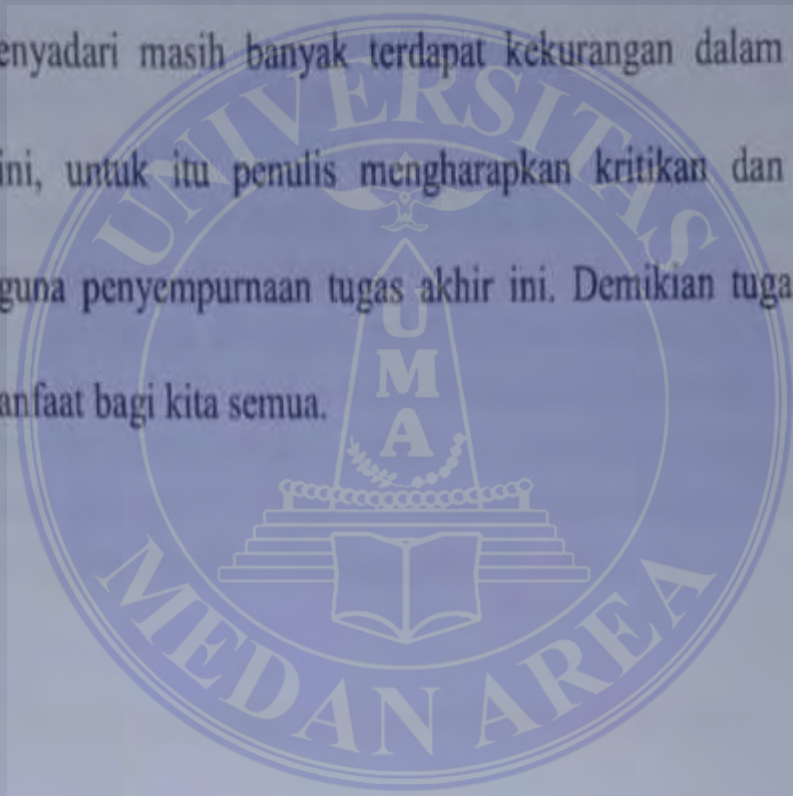 enyadari masih banyak terdapat kekurangan dalam
ini, untuk itu penulis mengharapkan kritikan dan
guna penyempurnaan tugas akhir ini. Demikian tuga
anfaat bagi kita semua.
UNIVERSITAS
UMA
MEDAN AREA